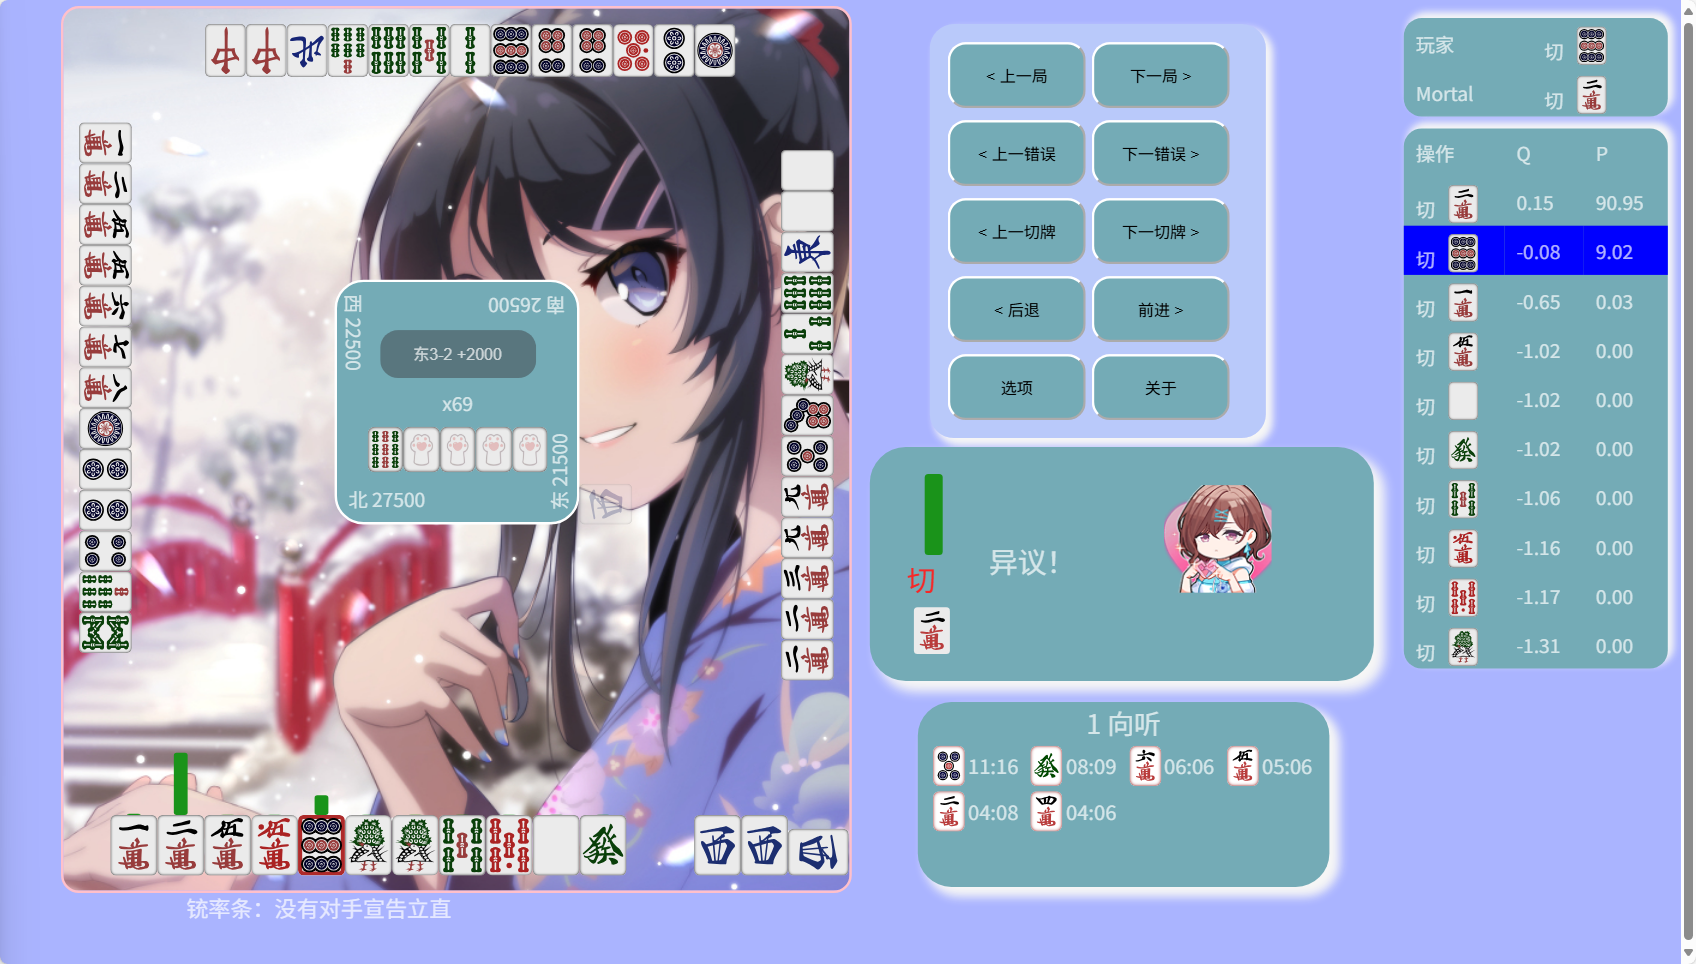 南 26500
西 22500
东3-2 +2000
x69
东 21500
北 27500
铳率条：没有对手宣告立直
< 上一局
下一局 >
< 上一错误
下一错误 >
< 上一切牌
下一切牌 >
< 后退
前进 >
选项
关于
切
异议！
1 向听
11:16
08:09
06:06
05:06
04:08
04:06
玩家 切
Mortal 切
操作 Q P
切 0.15 90.95
切 -0.08 9.02
切 -0.65 0.03
切 -1.02 0.00
切 -1.02 0.00
切 -1.02 0.00
切 -1.06 0.00
切 -1.16 0.00
切 -1.17 0.00
切 -1.31 0.00